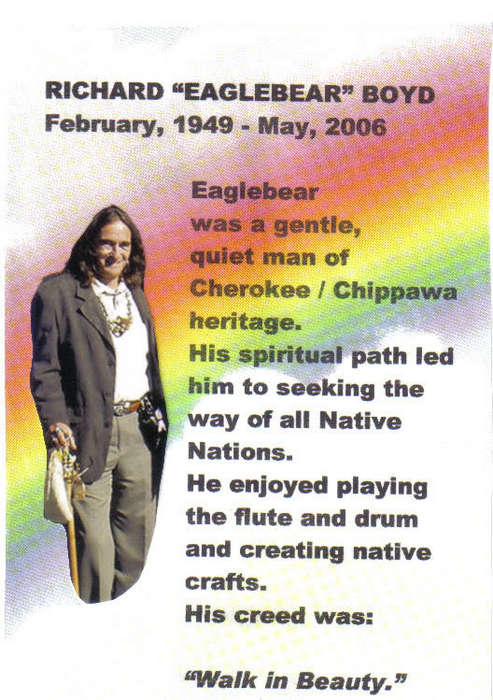 RICHARD “EAGLEBEAR” BOYD
February, 1949 - May, 2006
Eaglebear
was a gentle,
quiet man of
Cherokee / Chippawa
heritage.
His spiritual path led
him to seeking the
way of all Native
Nations.
He enjoyed playing
the flute and drum
and creating native
crafts.
His creed was:
“Walk in Beauty.”